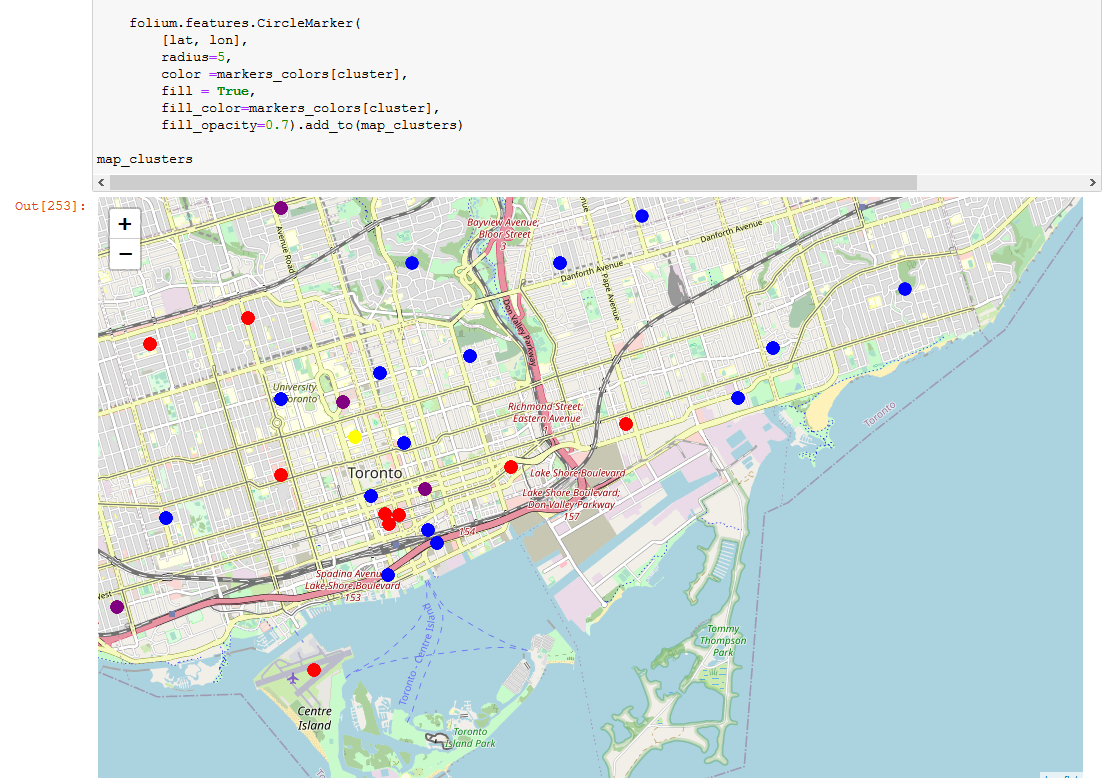 folium.features.CircleMarker(
[lat, lon],
radius=5,
color =markers_colors[cluster],
fill = True,
fill_color=markers_colors[cluster],
fill_opacity=0.7).add_to(map_clusters)
map_clusters
Out[253]:
+
−
Avenue Road
Bayview Avenue;
Bloor Street
3
Danforth Avenue
Danforth Avenue
Pape Avenue
Don Valley Parkway
University
Toronto
Richmond Street;
Eastern Avenue
Toronto
Toronto
Lake Shore Boulevard
Lake Shore Boulevard;
Don Valley Parkway
157
154
Spadina Avenu
Lake Shore Boulevard
153
West
Toronto - Centre Island
Tommy
Thompson
Park
Centre
Island
Toronto
Island Park